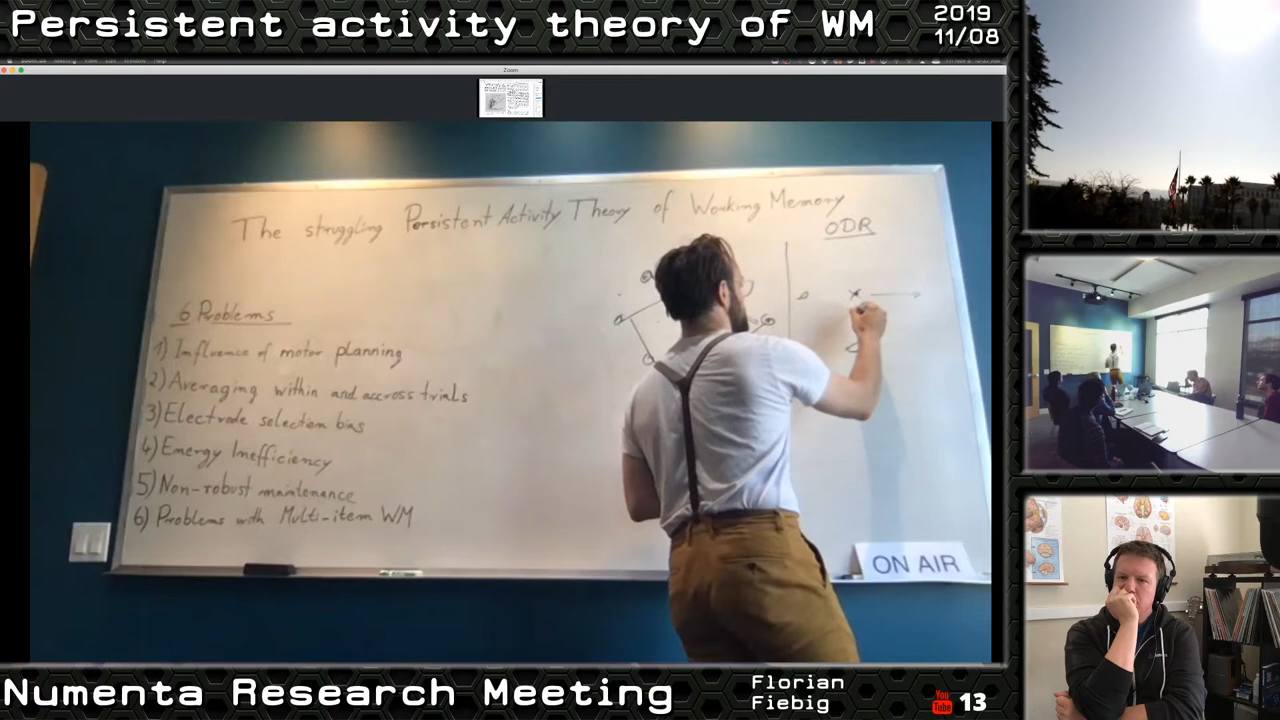 Persistent activity theory of WM
2019
11/08
Zoom
The struggling Persistent Activity Theory of Working Memory
ODR
6 Problems
1) Influence of motor planning
2) Averaging within and accross trials
3) Electrode selection bias
4) Energy Inefficiency
5) Non-robust maintenance
6) Problems with Multi-item WM
ON AIR
Numenta Research Meeting
Florian
Fiebig
YouTube
13